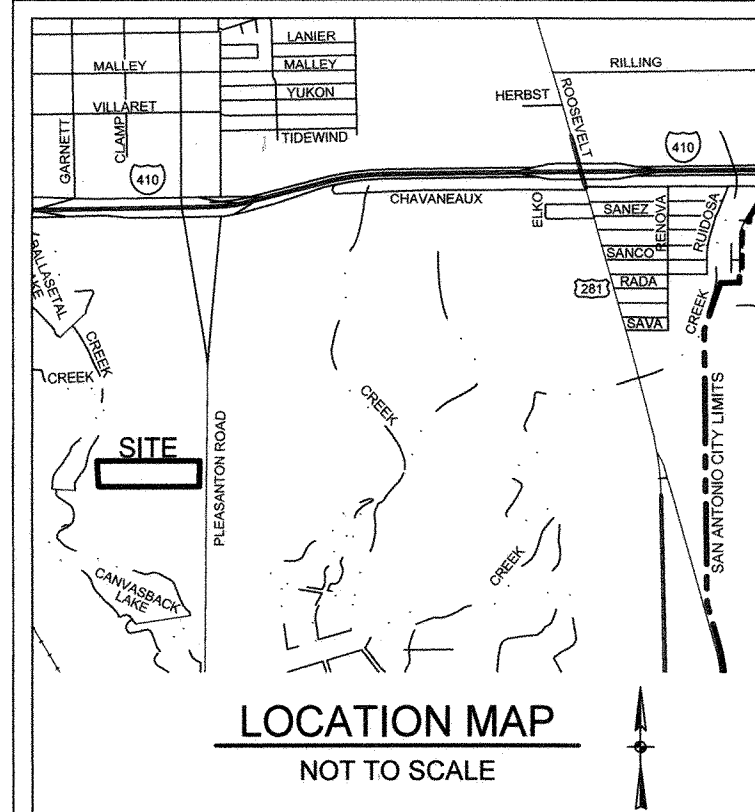 LANIER
MALLEY
MALLEY
RILLING
YUKON
HERBST
VILLARET
ROOSEVELT
TIDEWIND
GARNETT
CLAMP
410
410
CHAVANEAUX
ELKO
SANEZ
RENOVA
RUIDOSA
SANCO
RADA
281
SAVA
CREEK
CREEK
CREEK
CREEK
SITE
PLEASANTON ROAD
SAN ANTONIO CITY LIMITS
CREEK
CANVASBACK
LAKE
LOCATION MAP
NOT TO SCALE